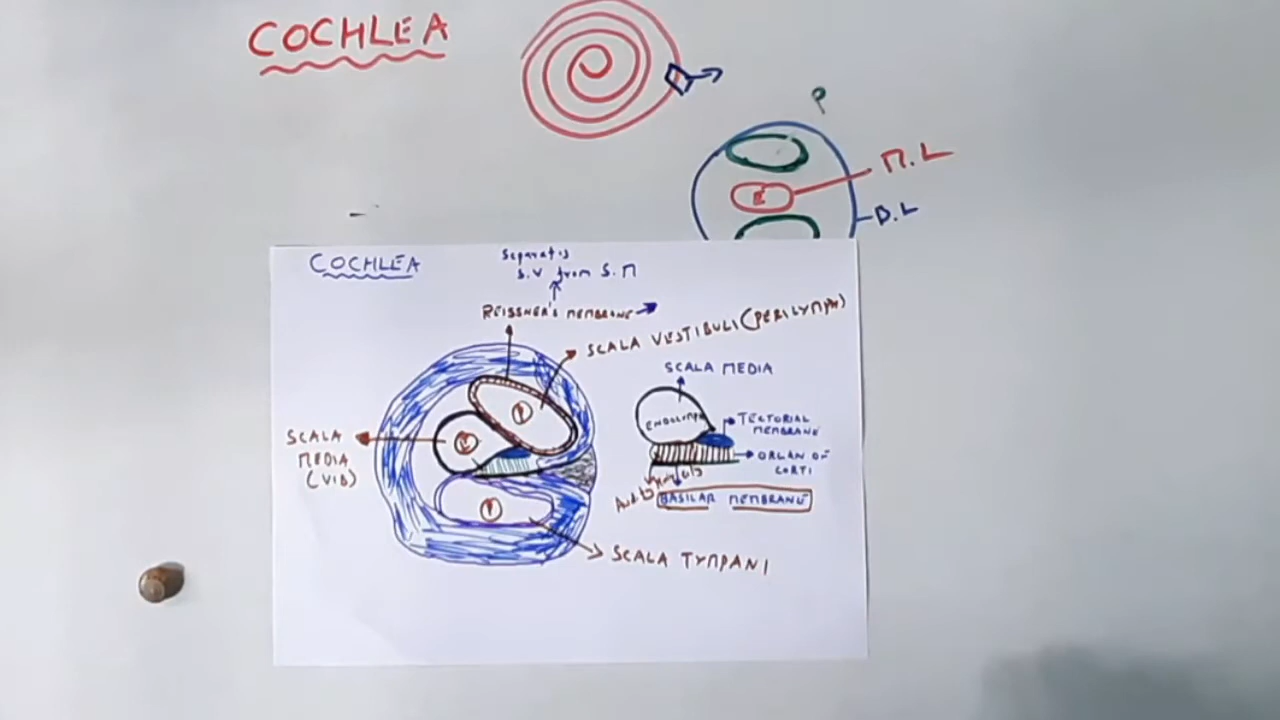 COCHLEA
P
M.L
B.L
COCHLEA
Separates
S.V from S.M
REISSNER'S MEMBRANE
SCALA VESTIBULI (PERILYMPH)
SCALA MEDIA
ENDOLYMPH
TECTORIAL
MEMBRANE
ORGAN OF
CORTI
BASILAR MEMBRANE
SCALA
MEDIA
P
E
P
SCALA TYMPANI